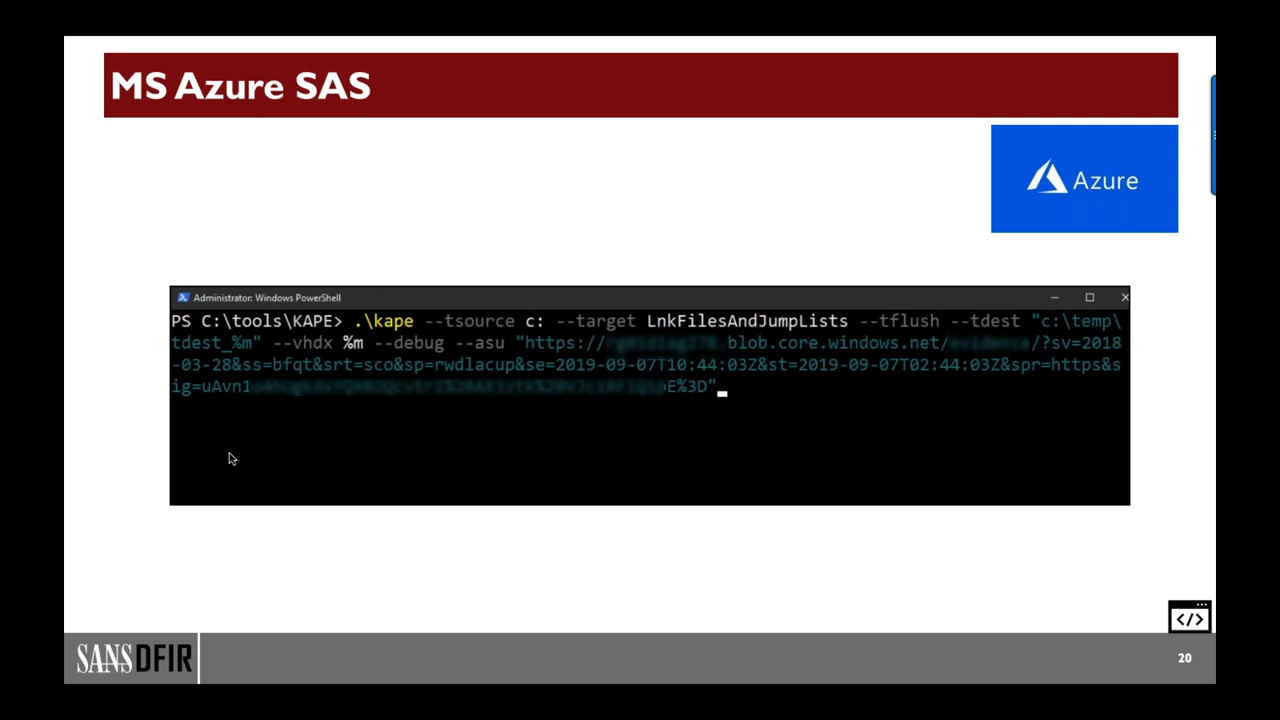 MS Azure SAS
Azure
Administrator: Windows PowerShell
PS C:\tools\KAPE> .\kape --tsource c: --target LnkFilesAndJumpLists --tflush --tdest "c:\temp\
tdest_%m" --vhdx %m --debug --asu "https:// .blob.core.windows.net/ /?sv=2018
-03-28&ss=bfqt&srt=sco&sp=rwdlacup&se=2019-09-07T10:44:03Z&st=2019-09-07T02:44:03Z&spr=https&s
ig=uAvn1 E%3D"
</>
SANS DFIR
20